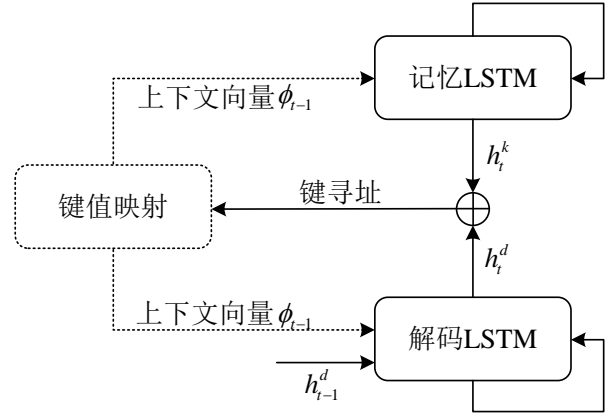 记忆LSTM
上下文向量ϕ_{t−1}
h_t^k
键寻址
键值映射
h_t^d
上下文向量ϕ_{t−1}
解码LSTM
h_{t−1}^d